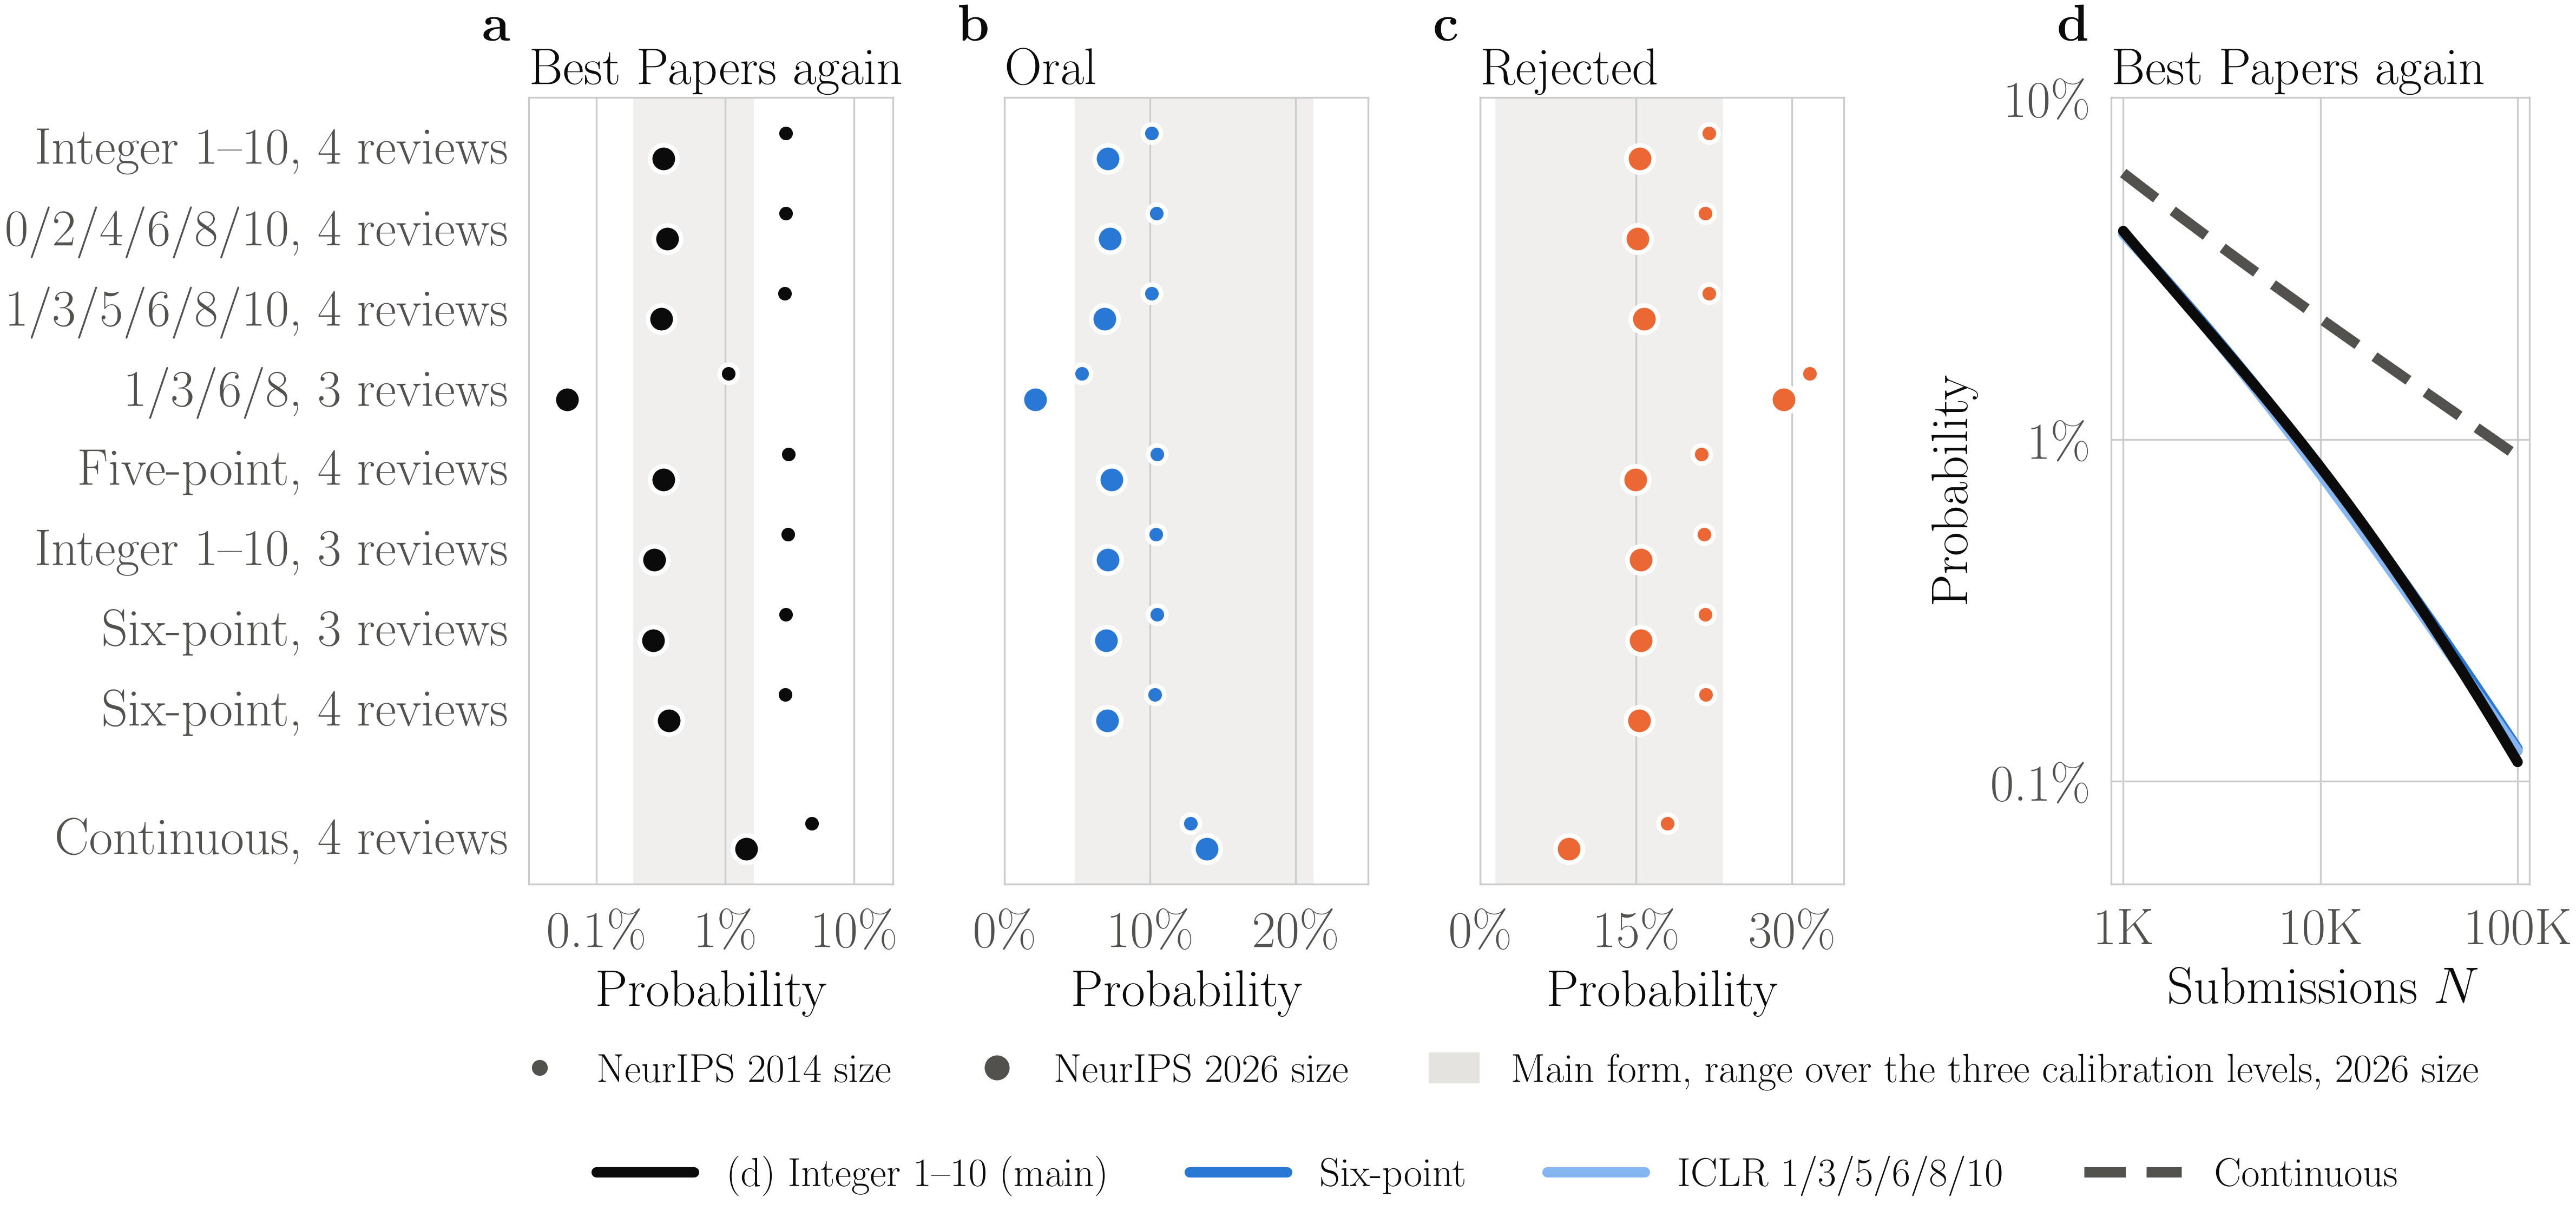 a
Best Papers again
b
Oral
c
Rejected
d
Best Papers again
Integer 1–10, 4 reviews
0/2/4/6/8/10, 4 reviews
1/3/5/6/8/10, 4 reviews
1/3/6/8, 3 reviews
Five-point, 4 reviews
Integer 1–10, 3 reviews
Six-point, 3 reviews
Six-point, 4 reviews
Continuous, 4 reviews
0.1% 1% 10%
Probability
0% 10% 20%
Probability
0% 15% 30%
Probability
10%
1%
0.1%
Probability
1K 10K 100K
Submissions N
NeurIPS 2014 size
NeurIPS 2026 size
Main form, range over the three calibration levels, 2026 size
(d) Integer 1–10 (main)
Six-point
ICLR 1/3/5/6/8/10
Continuous